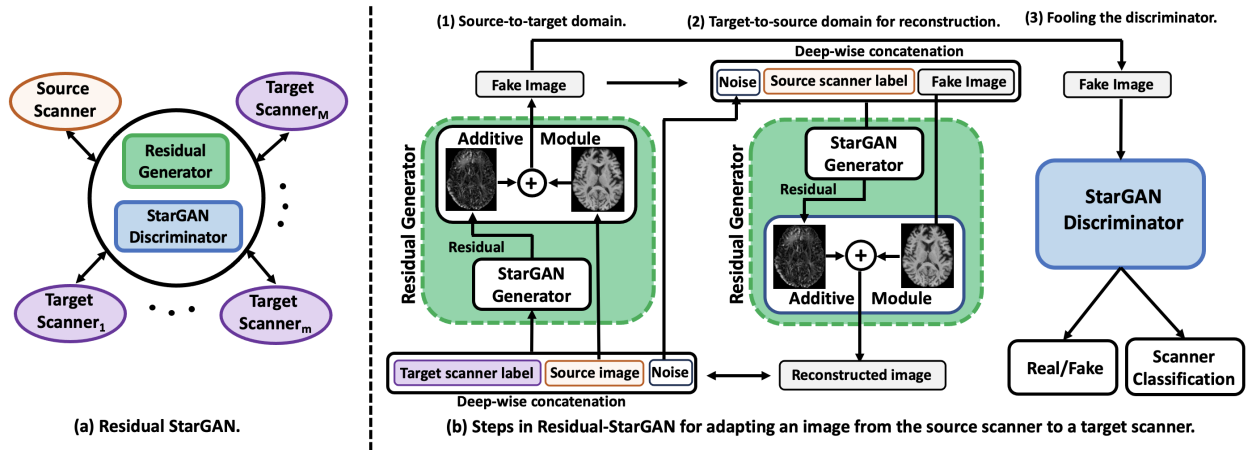 Source
Scanner
Target
ScannerM
Residual
Generator
StarGAN
Discriminator
Target
Scanner1
Target
Scannerm
(a) Residual StarGAN.
(1) Source-to-target domain.
Fake Image
Residual Generator
Additive Module
Residual
StarGAN
Generator
Target scanner label
Source image
Noise
Deep-wise concatenation
(2) Target-to-source domain for reconstruction.
Deep-wise concatenation
Noise
Source scanner label
Fake Image
Residual Generator
StarGAN
Generator
Residual
Additive Module
Reconstructed image
(3) Fooling the discriminator.
Fake Image
StarGAN
Discriminator
Real/Fake
Scanner
Classification
(b) Steps in Residual-StarGAN for adapting an image from the source scanner to a target scanner.